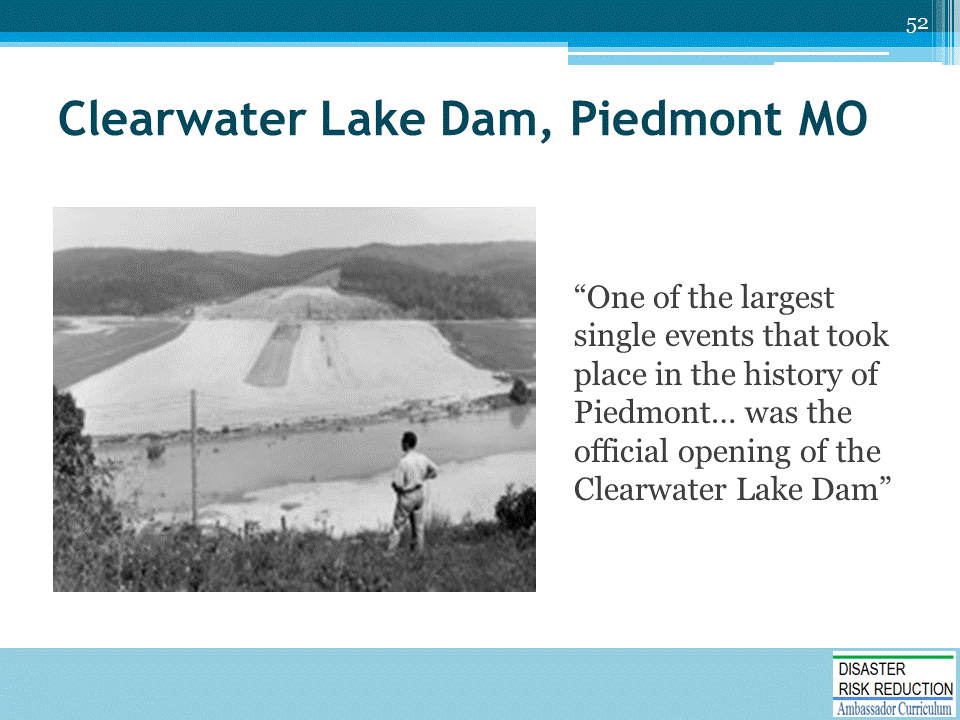 52
Clearwater Lake Dam, Piedmont MO
“One of the largest
single events that took
place in the history of
Piedmont… was the
official opening of the
Clearwater Lake Dam”
DISASTER
RISK REDUCTION
Ambassador Curriculum